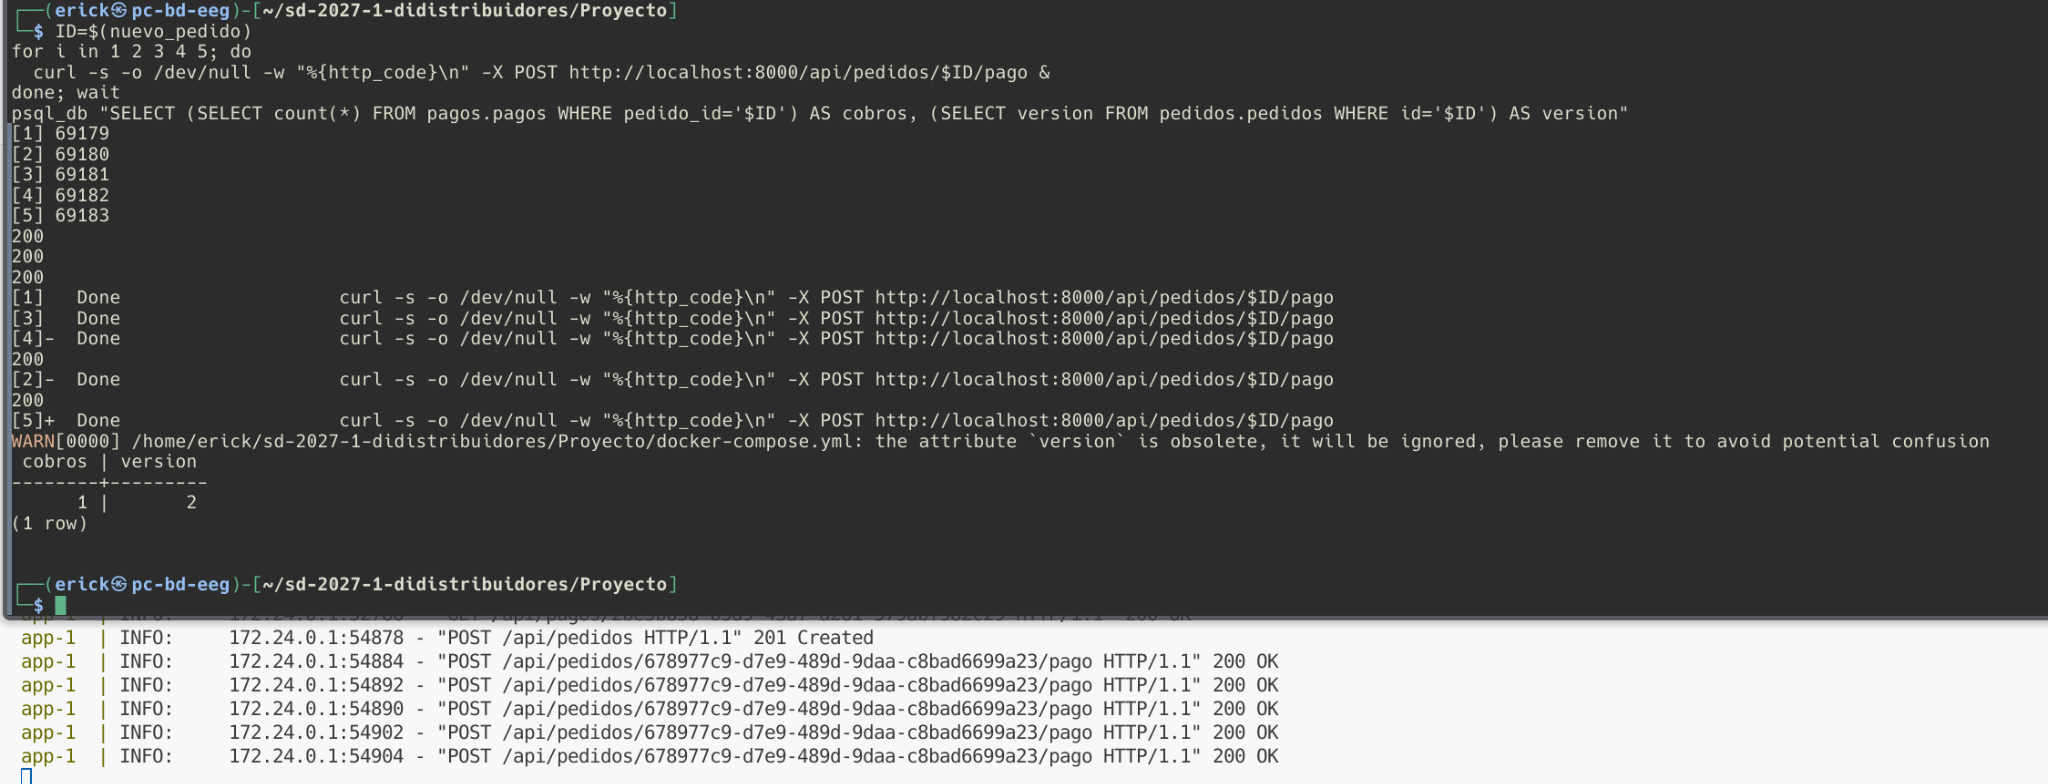 ┌──(erick㉿pc-bd-eeg)-[~/sd-2027-1-didistribuidores/Proyecto]
└─$ ID=$(nuevo_pedido)
for i in 1 2 3 4 5; do
  curl -s -o /dev/null -w "%{http_code}\n" -X POST http://localhost:8000/api/pedidos/$ID/pago &
done; wait
psql_db "SELECT (SELECT count(*) FROM pagos.pagos WHERE pedido_id='$ID') AS cobros, (SELECT version FROM pedidos.pedidos WHERE id='$ID') AS version"
[1] 69179
[2] 69180
[3] 69181
[4] 69182
[5] 69183
200
200
200
[1]   Done                    curl -s -o /dev/null -w "%{http_code}\n" -X POST http://localhost:8000/api/pedidos/$ID/pago
[3]   Done                    curl -s -o /dev/null -w "%{http_code}\n" -X POST http://localhost:8000/api/pedidos/$ID/pago
[4]-  Done                    curl -s -o /dev/null -w "%{http_code}\n" -X POST http://localhost:8000/api/pedidos/$ID/pago
200
[2]-  Done                    curl -s -o /dev/null -w "%{http_code}\n" -X POST http://localhost:8000/api/pedidos/$ID/pago
200
[5]+  Done                    curl -s -o /dev/null -w "%{http_code}\n" -X POST http://localhost:8000/api/pedidos/$ID/pago
WARN[0000] /home/erick/sd-2027-1-didistribuidores/Proyecto/docker-compose.yml: the attribute `version` is obsolete, it will be ignored, please remove it to avoid potential confusion
 cobros | version
--------+---------
      1 |       2
(1 row)
┌──(erick㉿pc-bd-eeg)-[~/sd-2027-1-didistribuidores/Proyecto]
└─$
app-1  | INFO:     172.24.0.1:54878 - "POST /api/pedidos HTTP/1.1" 201 Created
app-1  | INFO:     172.24.0.1:54884 - "POST /api/pedidos/678977c9-d7e9-489d-9daa-c8bad6699a23/pago HTTP/1.1" 200 OK
app-1  | INFO:     172.24.0.1:54892 - "POST /api/pedidos/678977c9-d7e9-489d-9daa-c8bad6699a23/pago HTTP/1.1" 200 OK
app-1  | INFO:     172.24.0.1:54890 - "POST /api/pedidos/678977c9-d7e9-489d-9daa-c8bad6699a23/pago HTTP/1.1" 200 OK
app-1  | INFO:     172.24.0.1:54902 - "POST /api/pedidos/678977c9-d7e9-489d-9daa-c8bad6699a23/pago HTTP/1.1" 200 OK
app-1  | INFO:     172.24.0.1:54904 - "POST /api/pedidos/678977c9-d7e9-489d-9daa-c8bad6699a23/pago HTTP/1.1" 200 OK